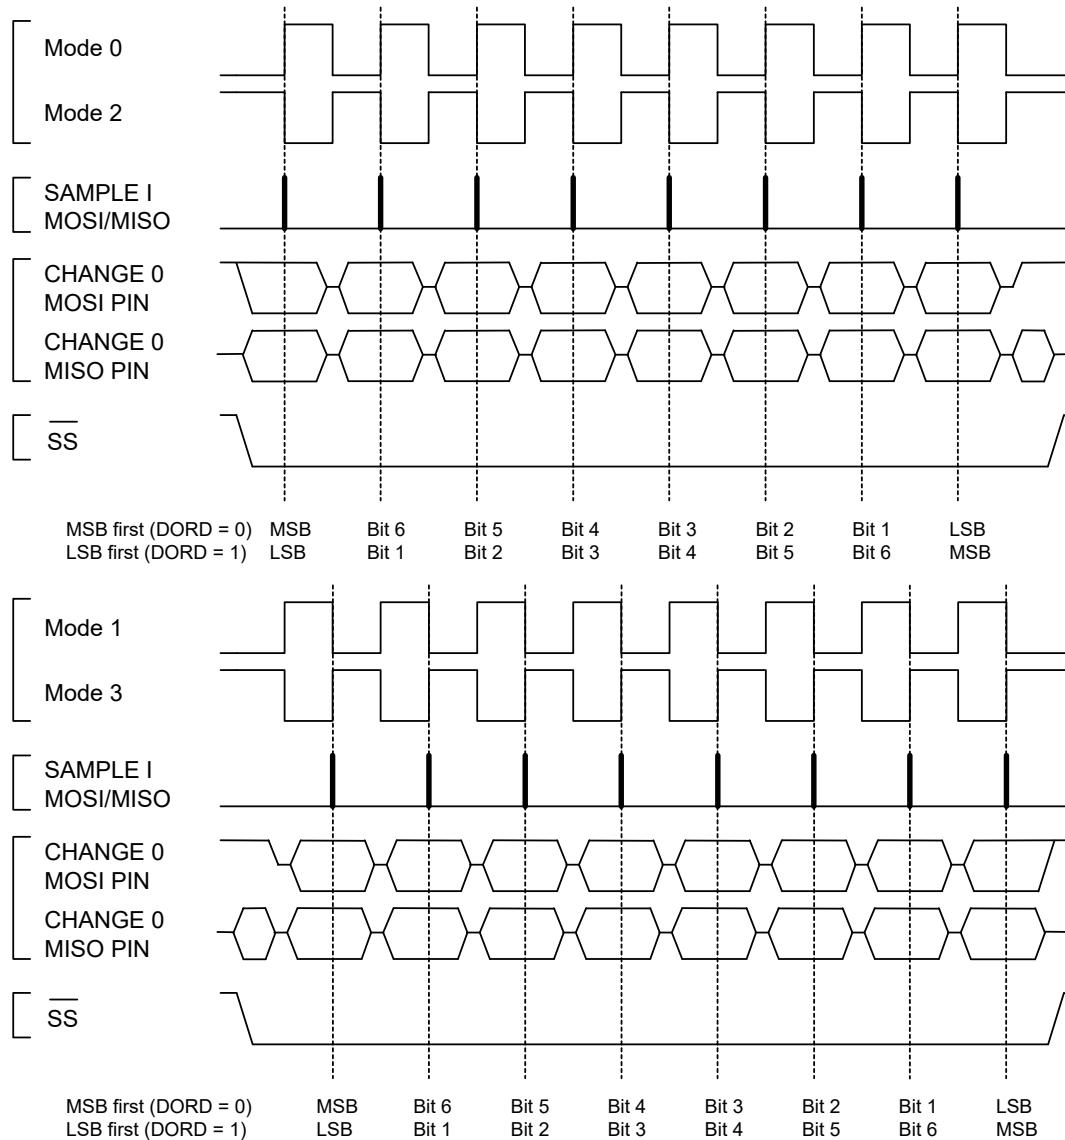 Mode 0
Mode 2
SAMPLE I
MOSI/MISO
CHANGE 0
MOSI PIN
CHANGE 0
MISO PIN
SS
MSB first (DORD = 0) MSB Bit 6 Bit 5 Bit 4 Bit 3 Bit 2 Bit 1 LSB
LSB first (DORD = 1) LSB Bit 1 Bit 2 Bit 3 Bit 4 Bit 5 Bit 6 MSB
Mode 1
Mode 3
SAMPLE I
MOSI/MISO
CHANGE 0
MOSI PIN
CHANGE 0
MISO PIN
SS
MSB first (DORD = 0) MSB Bit 6 Bit 5 Bit 4 Bit 3 Bit 2 Bit 1 LSB
LSB first (DORD = 1) LSB Bit 1 Bit 2 Bit 3 Bit 4 Bit 5 Bit 6 MSB